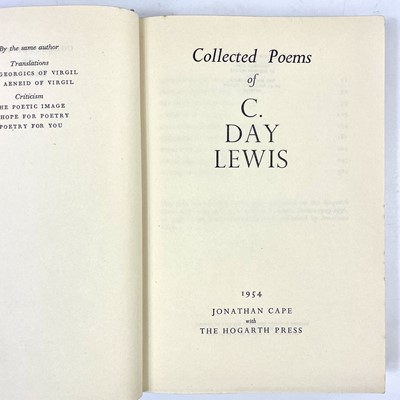 By the same author
Translations
GEORGICS OF VIRGIL
AENEID OF VIRGIL
Criticism
HE POETIC IMAGE
HOPE FOR POETRY
POETRY FOR YOU
Collected Poems
of
C.
DAY
LEWIS
1954
JONATHAN CAPE
with
THE HOGARTH PRESS